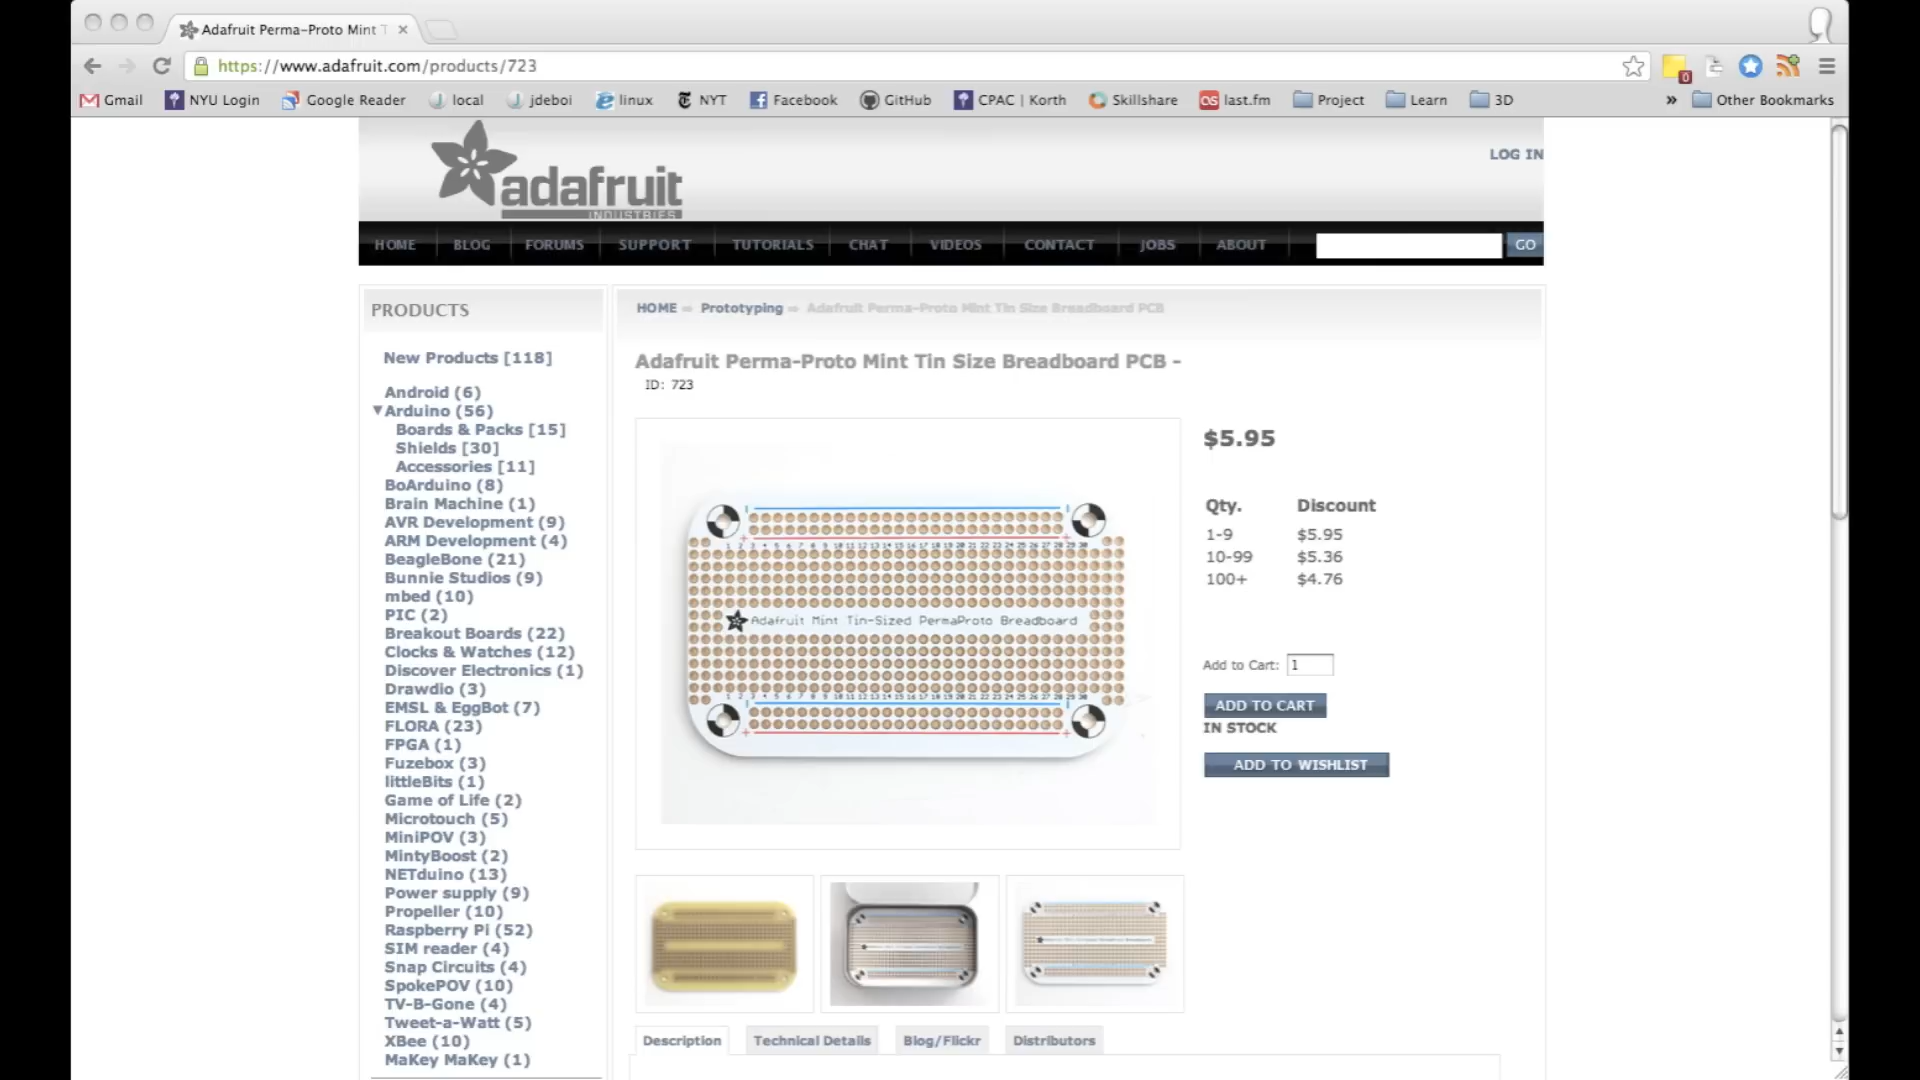 Adafruit Perma-Proto Mint T
https://www.adafruit.com/products/723
0
Gmail NYU Login Google Reader local jdeboi linux NYT Facebook GitHub CPAC | Korth Skillshare last.fm Project Learn 3D » Other Bookmarks
adafruit
INDUSTRIES
LOG IN
HOME BLOG FORUMS SUPPORT TUTORIALS CHAT VIDEOS CONTACT JOBS ABOUT GO
PRODUCTS
New Products [118]
Android (6)
Arduino (56)
Boards & Packs [15]
Shields [30]
Accessories [11]
BoArduino (8)
Brain Machine (1)
AVR Development (9)
ARM Development (4)
BeagleBone (21)
Bunnie Studios (9)
mbed (10)
PIC (2)
Breakout Boards (22)
Clocks & Watches (12)
Discover Electronics (1)
Drawdio (3)
EMSL & EggBot (7)
FLORA (23)
FPGA (1)
Fuzebox (3)
littleBits (1)
Game of Life (2)
Microtouch (5)
MiniPOV (3)
MintyBoost (2)
NETduino (13)
Power supply (9)
Propeller (10)
Raspberry Pi (52)
SIM reader (4)
Snap Circuits (4)
SpokePOV (10)
TV-B-Gone (4)
Tweet-a-Watt (5)
XBee (10)
MaKey MaKey (1)
HOME Prototyping Adafruit Perma-Proto Mint Tin Size Breadboard PCB
Adafruit Perma-Proto Mint Tin Size Breadboard PCB -
ID: 723
Adafruit Mint Tin-Sized PermaProto Breadboard
$5.95
Qty. Discount
1-9 $5.95
10-99 $5.36
100+ $4.76
Add to Cart: 1
ADD TO CART
IN STOCK
ADD TO WISHLIST
Description Technical Details Blog/Flickr Distributors